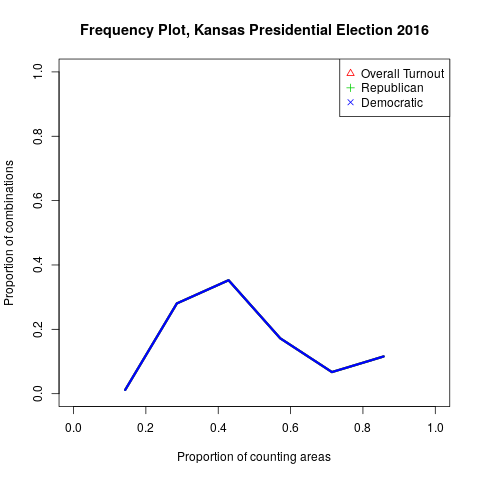 Frequency Plot, Kansas Presidential Election 2016
Overall Turnout
Republican
Democratic
Proportion of combinations
1.0
0.8
0.6
0.4
0.2
0.0
0.0 0.2 0.4 0.6 0.8 1.0
Proportion of counting areas